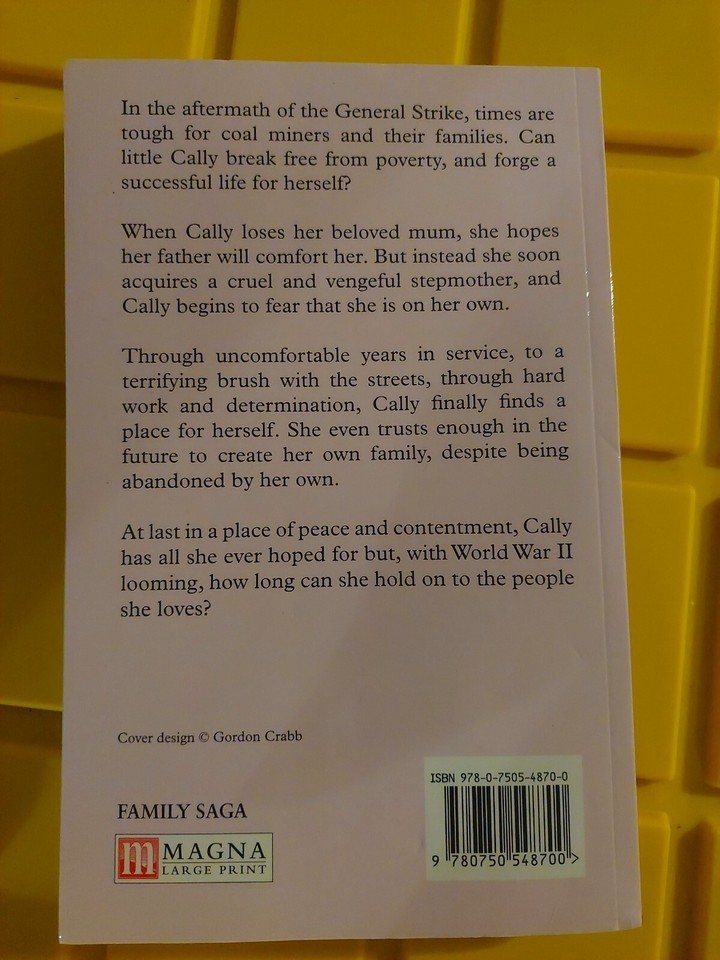 In the aftermath of the General Strike, times are
tough for coal miners and their families. Can
little Cally break free from poverty, and forge a
successful life for herself?
When Cally loses her beloved mum, she hopes
her father will comfort her. But instead she soon
acquires a cruel and vengeful stepmother, and
Cally begins to fear that she is on her own.
Through uncomfortable years in service, to a
terrifying brush with the streets, through hard
work and determination, Cally finally finds a
place for herself. She even trusts enough in the
future to create her own family, despite being
abandoned by her own.
At last in a place of peace and contentment, Cally
has all she ever hoped for but, with World War II
looming, how long can she hold on to the people
she loves?
Cover design © Gordon Crabb
ISBN 978-0-7505-4870-0
9 780750 548700 >
FAMILY SAGA
m MAGNA
LARGE PRINT